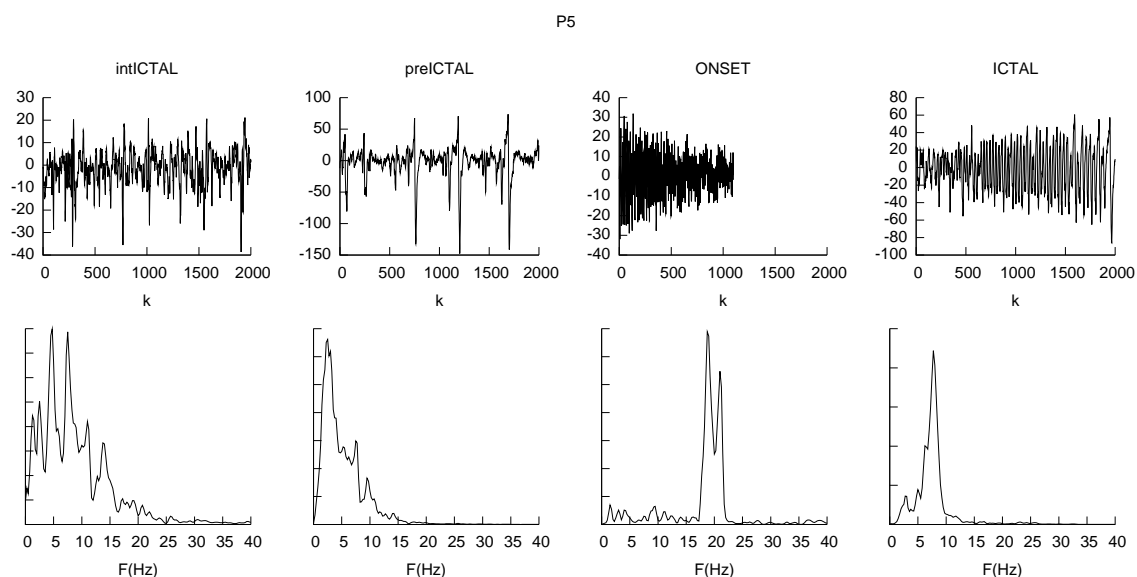 P5
intICTAL preICTAL ONSET ICTAL
30 100 40 80
20 50 30 60
10 0 20 40
0 -50 10 20
-10 -100 0 0
-20 -150 -10 -20
-30 -20 -40
-40 -30 -60
-40 -80
-100
0 500 1000 1500 2000 0 500 1000 1500 2000 0 500 1000 1500 2000 0 500 1000 1500 2000
k k k k
0 5 10 15 20 25 30 35 40 0 5 10 15 20 25 30 35 40 0 5 10 15 20 25 30 35 40 0 5 10 15 20 25 30 35 40
F(Hz) F(Hz) F(Hz) F(Hz)